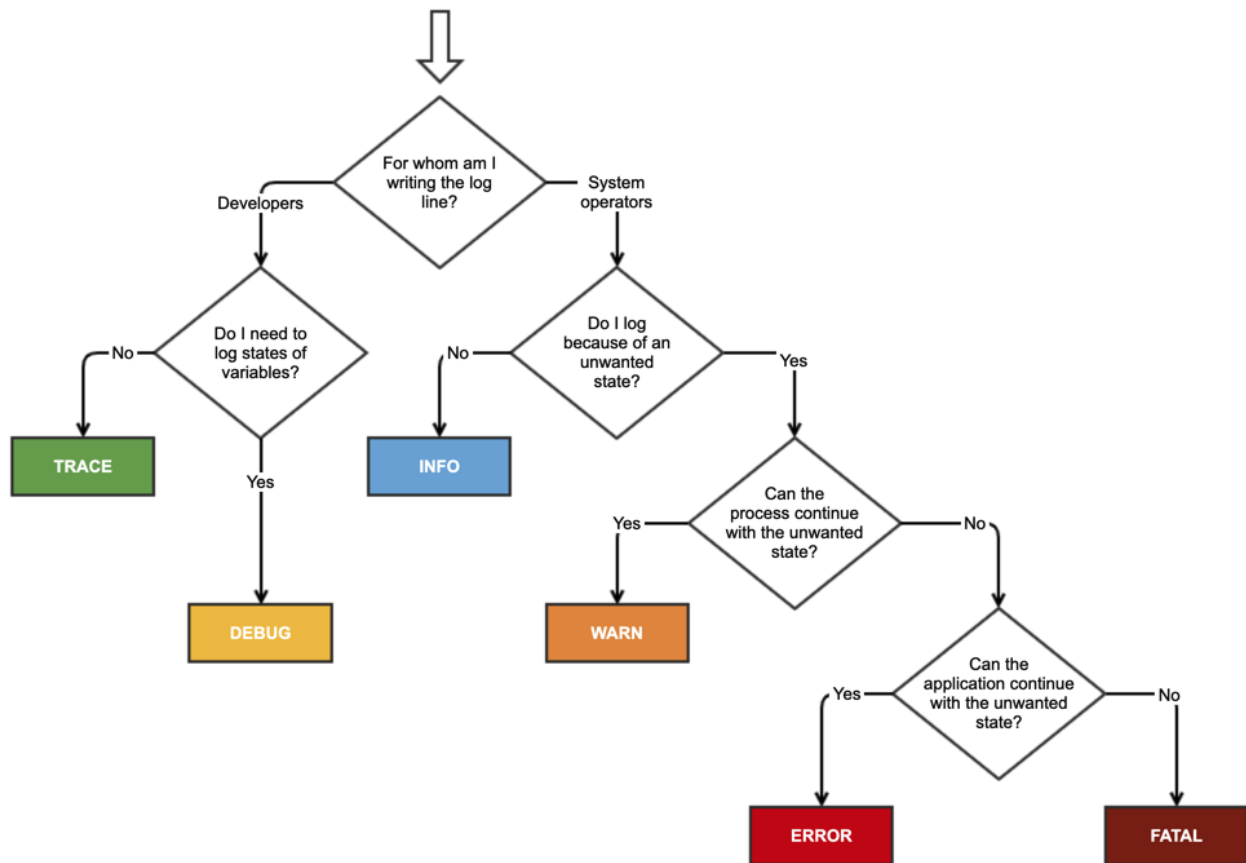 For whom am I
writing the log
line?
Developers
System
operators
Do I need to
log states of
variables?
No
Yes
Do I log
because of an
unwanted
state?
No
Yes
TRACE
INFO
DEBUG
Can the
process continue
with the unwanted
state?
Yes
No
WARN
Can the
application continue
with the unwanted
state?
Yes
No
ERROR
FATAL